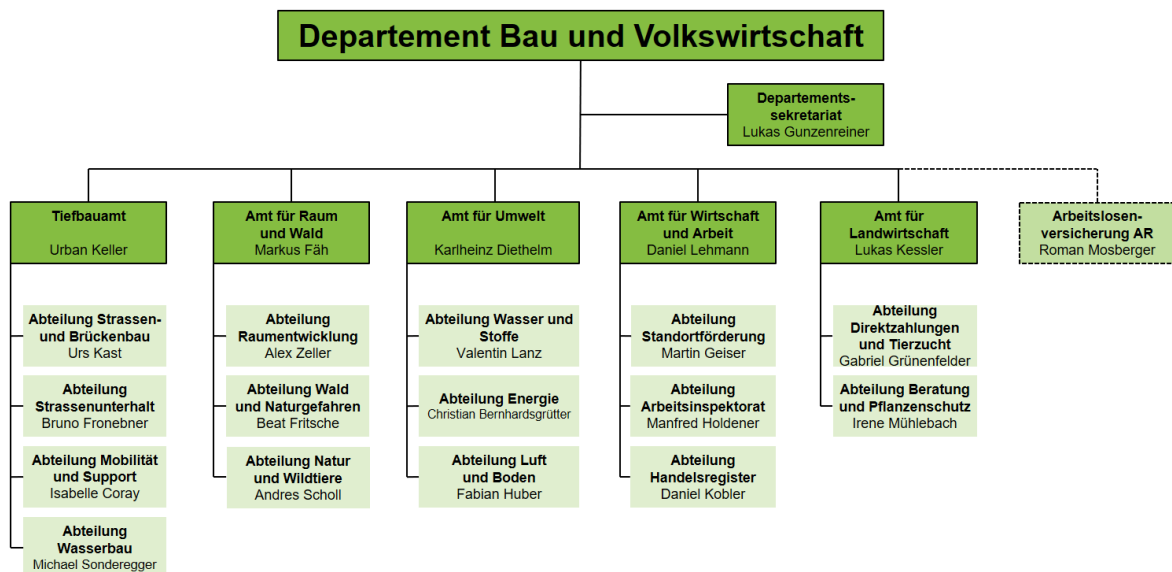 Departement Bau und Volkswirtschaft
Departements-
sekretariat
Lukas Gunzenreiner
Tiefbauamt
Urban Keller
Amt für Raum
und Wald
Markus Fäh
Amt für Umwelt
Karlheinz Diethelm
Amt für Wirtschaft
und Arbeit
Daniel Lehmann
Amt für
Landwirtschaft
Lukas Kessler
Arbeitslosen-
versicherung AR
Roman Mosberger
Abteilung Strassen-
und Brückenbau
Urs Kast
Abteilung
Strassenunterhalt
Bruno Fronebner
Abteilung Mobilität
und Support
Isabelle Coray
Abteilung
Wasserbau
Michael Sonderegger
Abteilung
Raumentwicklung
Alex Zeller
Abteilung Wald
und Naturgefahren
Beat Fritsche
Abteilung Natur
und Wildtiere
Andres Scholl
Abteilung Wasser und
Stoffe
Valentin Lanz
Abteilung Energie
Christian Bernhardsgrütter
Abteilung Luft
und Boden
Fabian Huber
Abteilung
Standortförderung
Martin Geiser
Abteilung
Arbeitsinspektorat
Manfred Holdener
Abteilung
Handelsregister
Daniel Kobler
Abteilung
Direktzahlungen
und Tierzucht
Gabriel Grünenfelder
Abteilung Beratung
und Pflanzenschutz
Irene Mühlebach